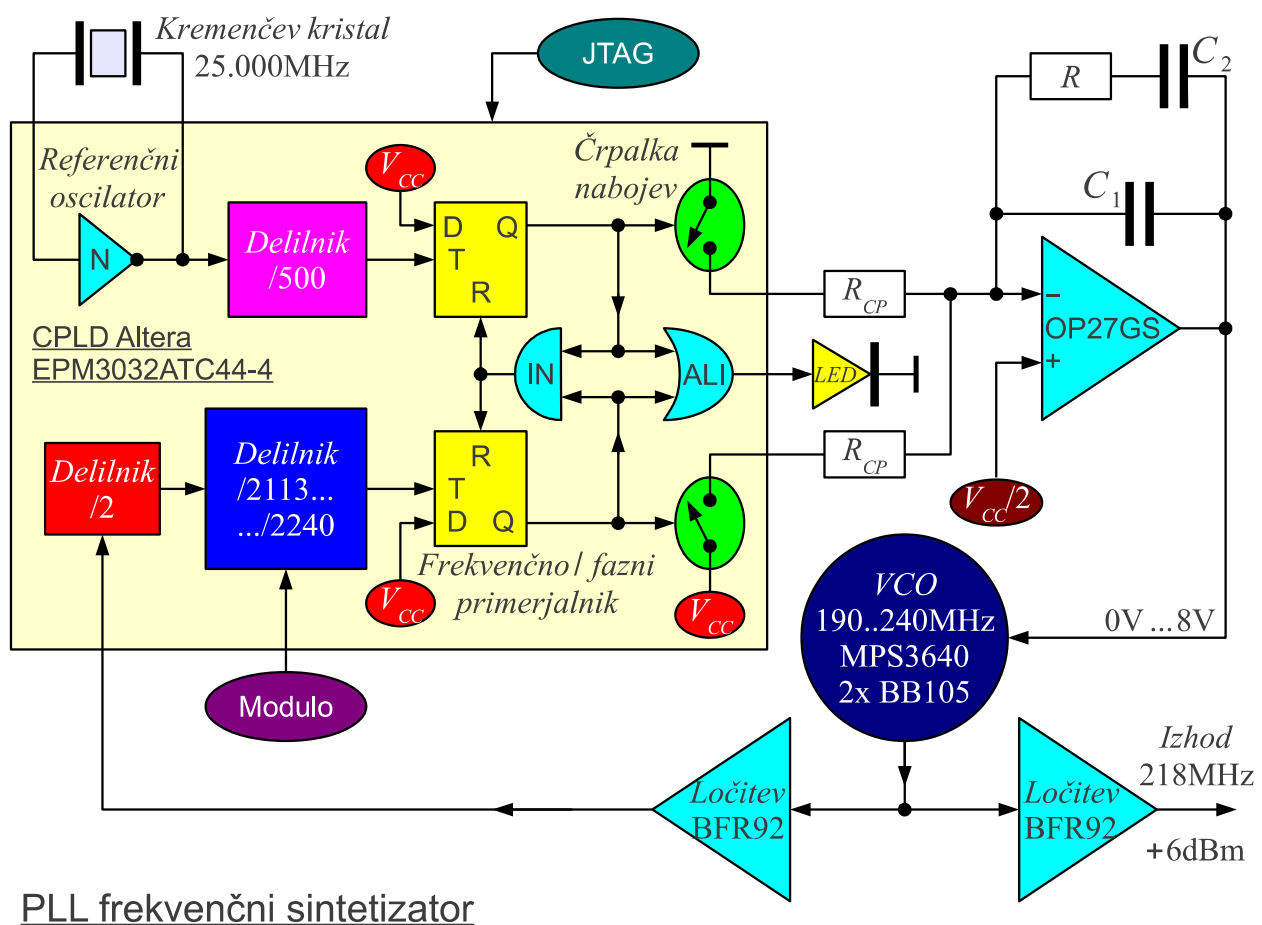 Kremenčev kristal
25.000MHz
JTAG
R
C2
C1
Referenčni
oscilator
N
Delilnik
/500
VCC
D Q
T
R
Črpalka
nabojev
RCP
OP27GS
−
+
CPLD Altera
EPM3032ATC44-4
IN
ALI
LED
Delilnik
/2
Delilnik
/2113...
.../2240
R
T
D Q
VCC
Frekvenčno/ fazni
primerjalnik
VCC
RCP
VCC/2
VCO
190..240MHz
MPS3640
2x BB105
0V ...8V
Modulo
Ločitev
BFR92
Ločitev
BFR92
Izhod
218MHz
+6dBm
PLL frekvenčni sintetizator